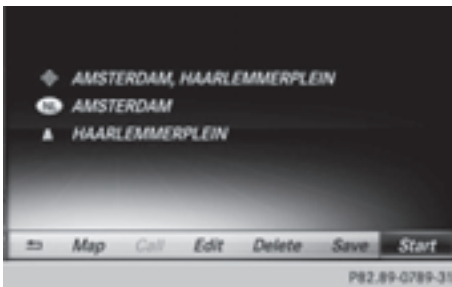 AMSTERDAM, HAARLEMMERPLEIN
NL AMSTERDAM
HAARLEMMERPLEIN
Map Call Edit Delete Save Start
P82.89-0789-31